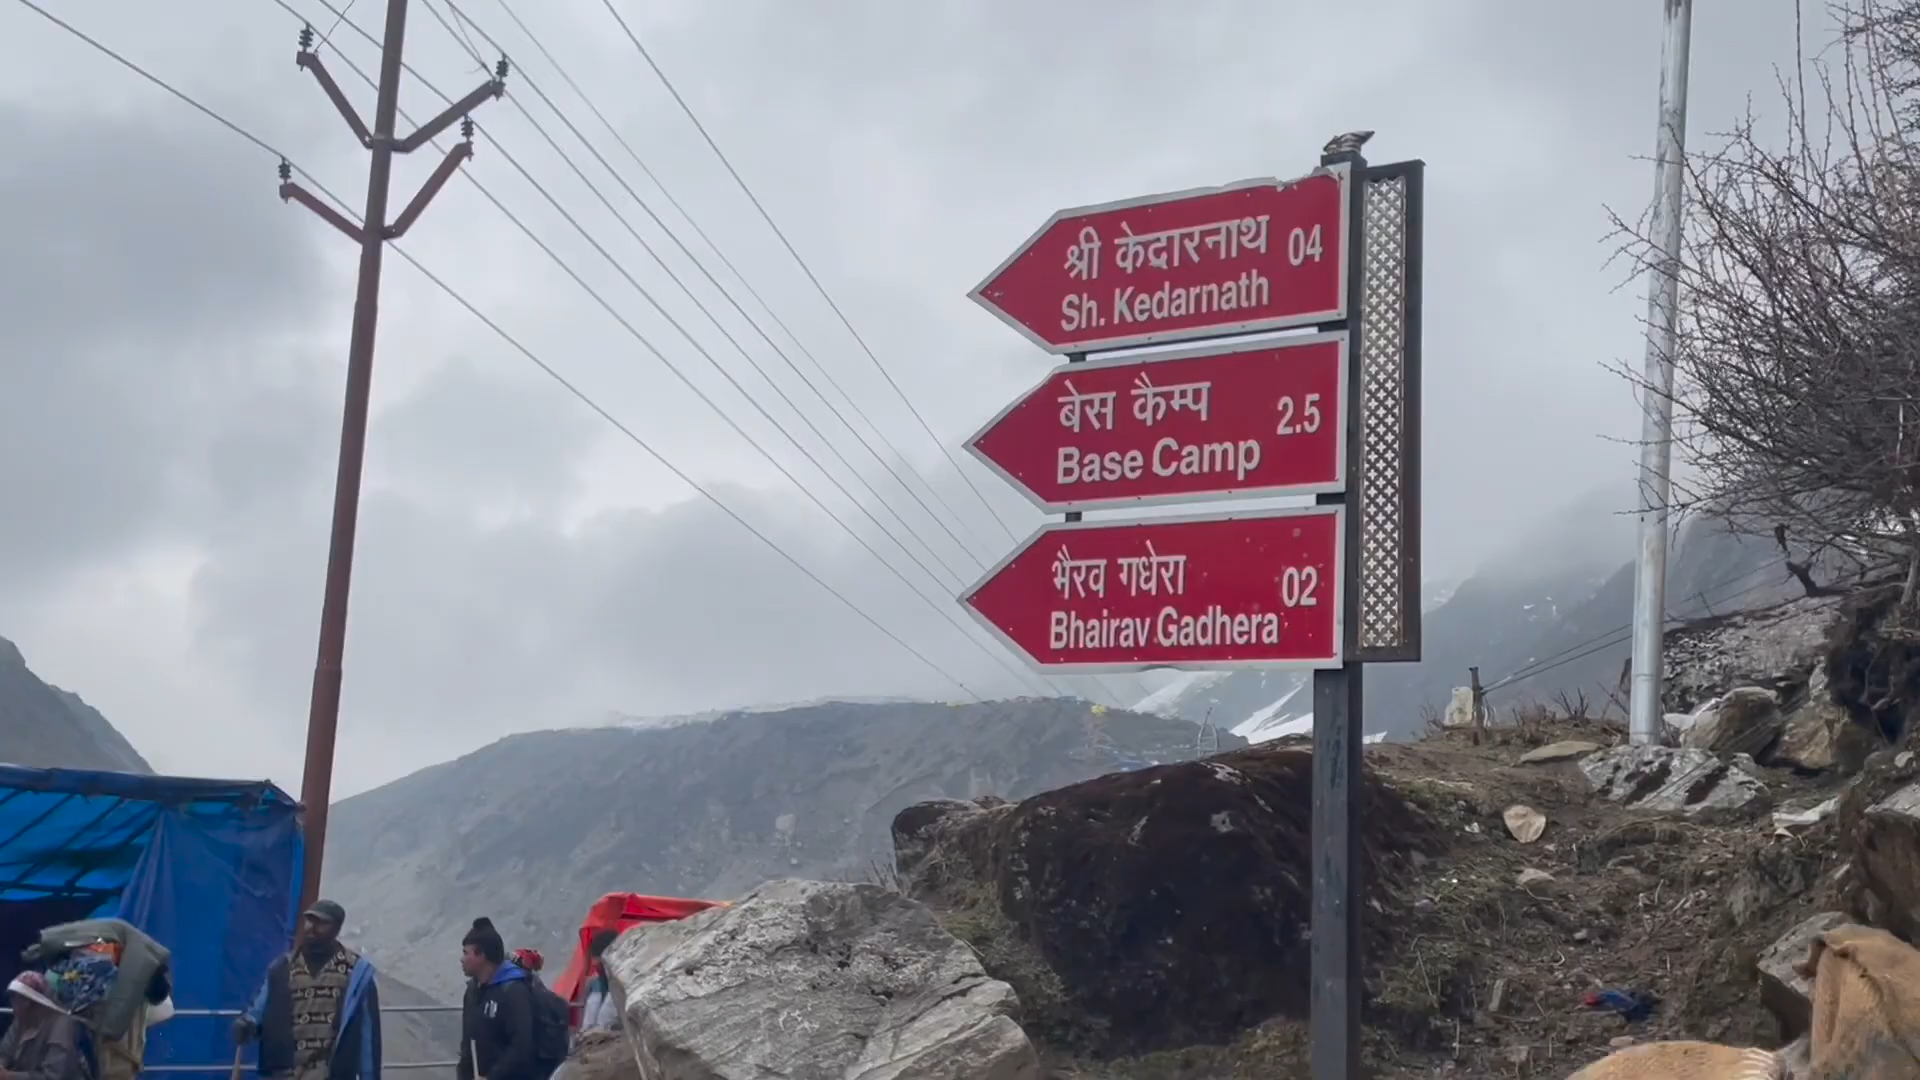 श्री केदारनाथ 04
Sh. Kedarnath
बेस कैम्प 2.5
Base Camp
भैरव गधेरा 02
Bhairav Gadhera